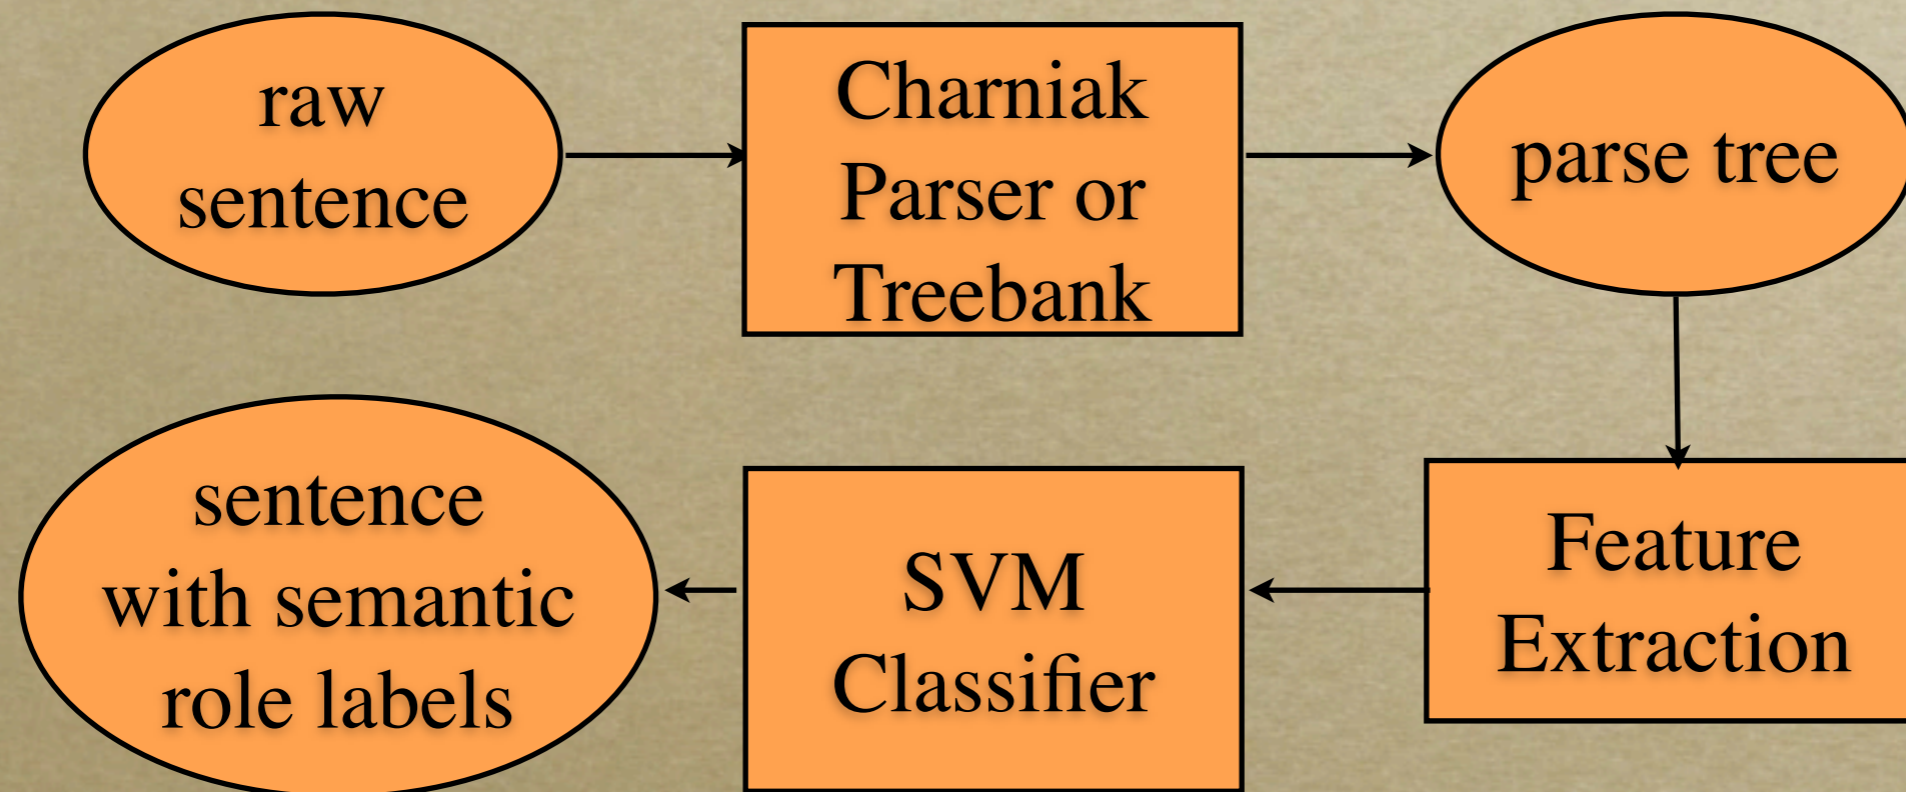 raw
sentence
Charniak
Parser or
Treebank
parse tree
Feature
Extraction
SVM
Classifier
sentence
with semantic
role labels